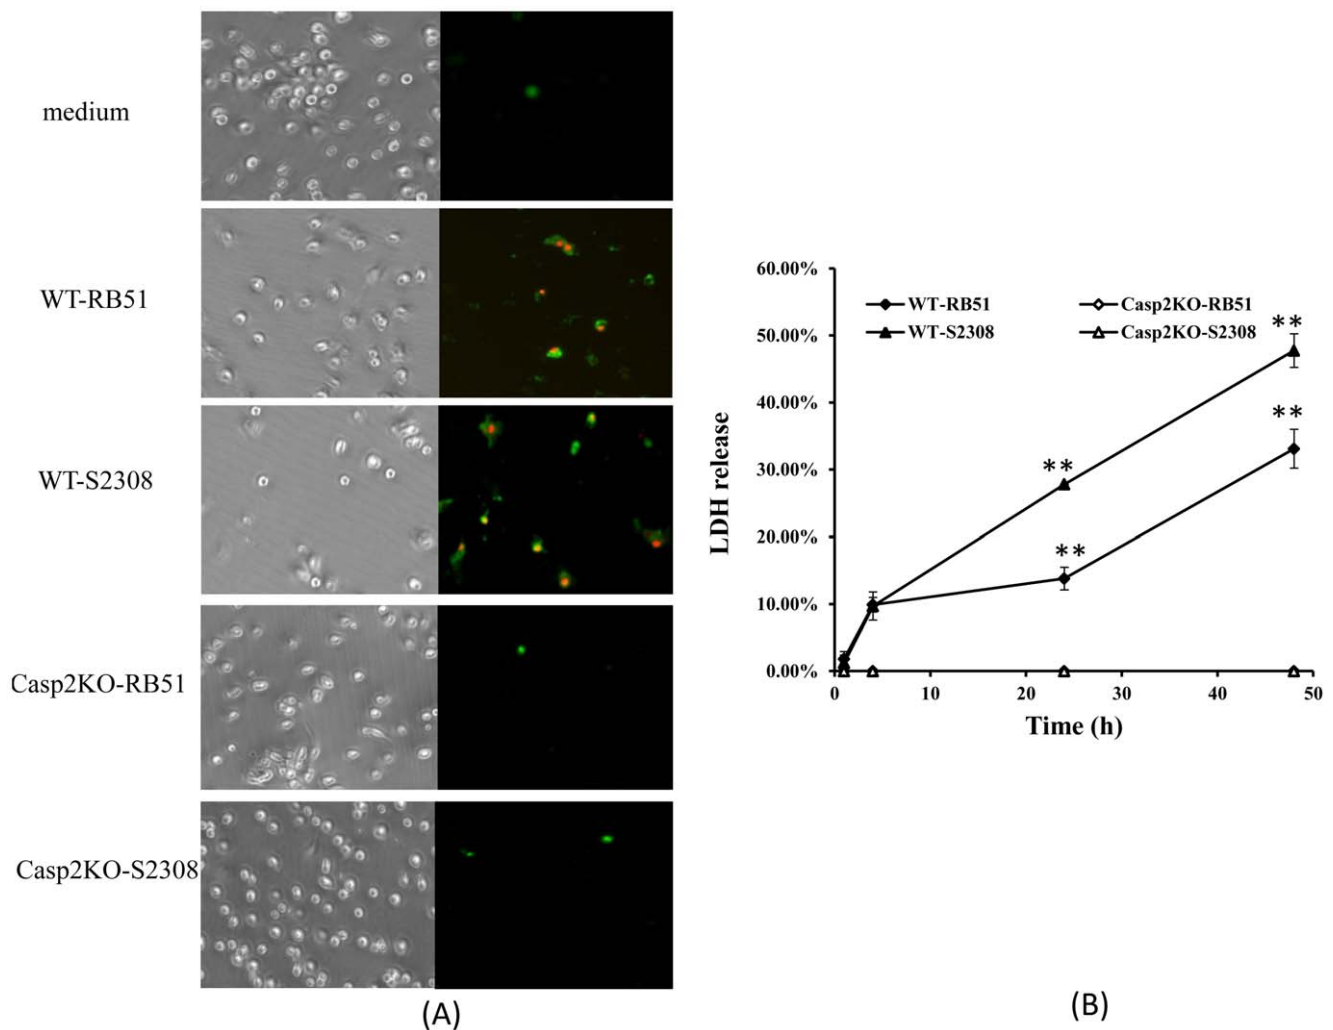 medium
WT-RB51
WT-S2308
Casp2KO-RB51
Casp2KO-S2308
(A)
60.00%
50.00%
40.00%
30.00%
20.00%
10.00%
0.00%
LDH release
WT-RB51
Casp2KO-RB51
WT-S2308
Casp2KO-S2308
**
**
**
**
0 10 20 30 40 50
Time (h)
(B)